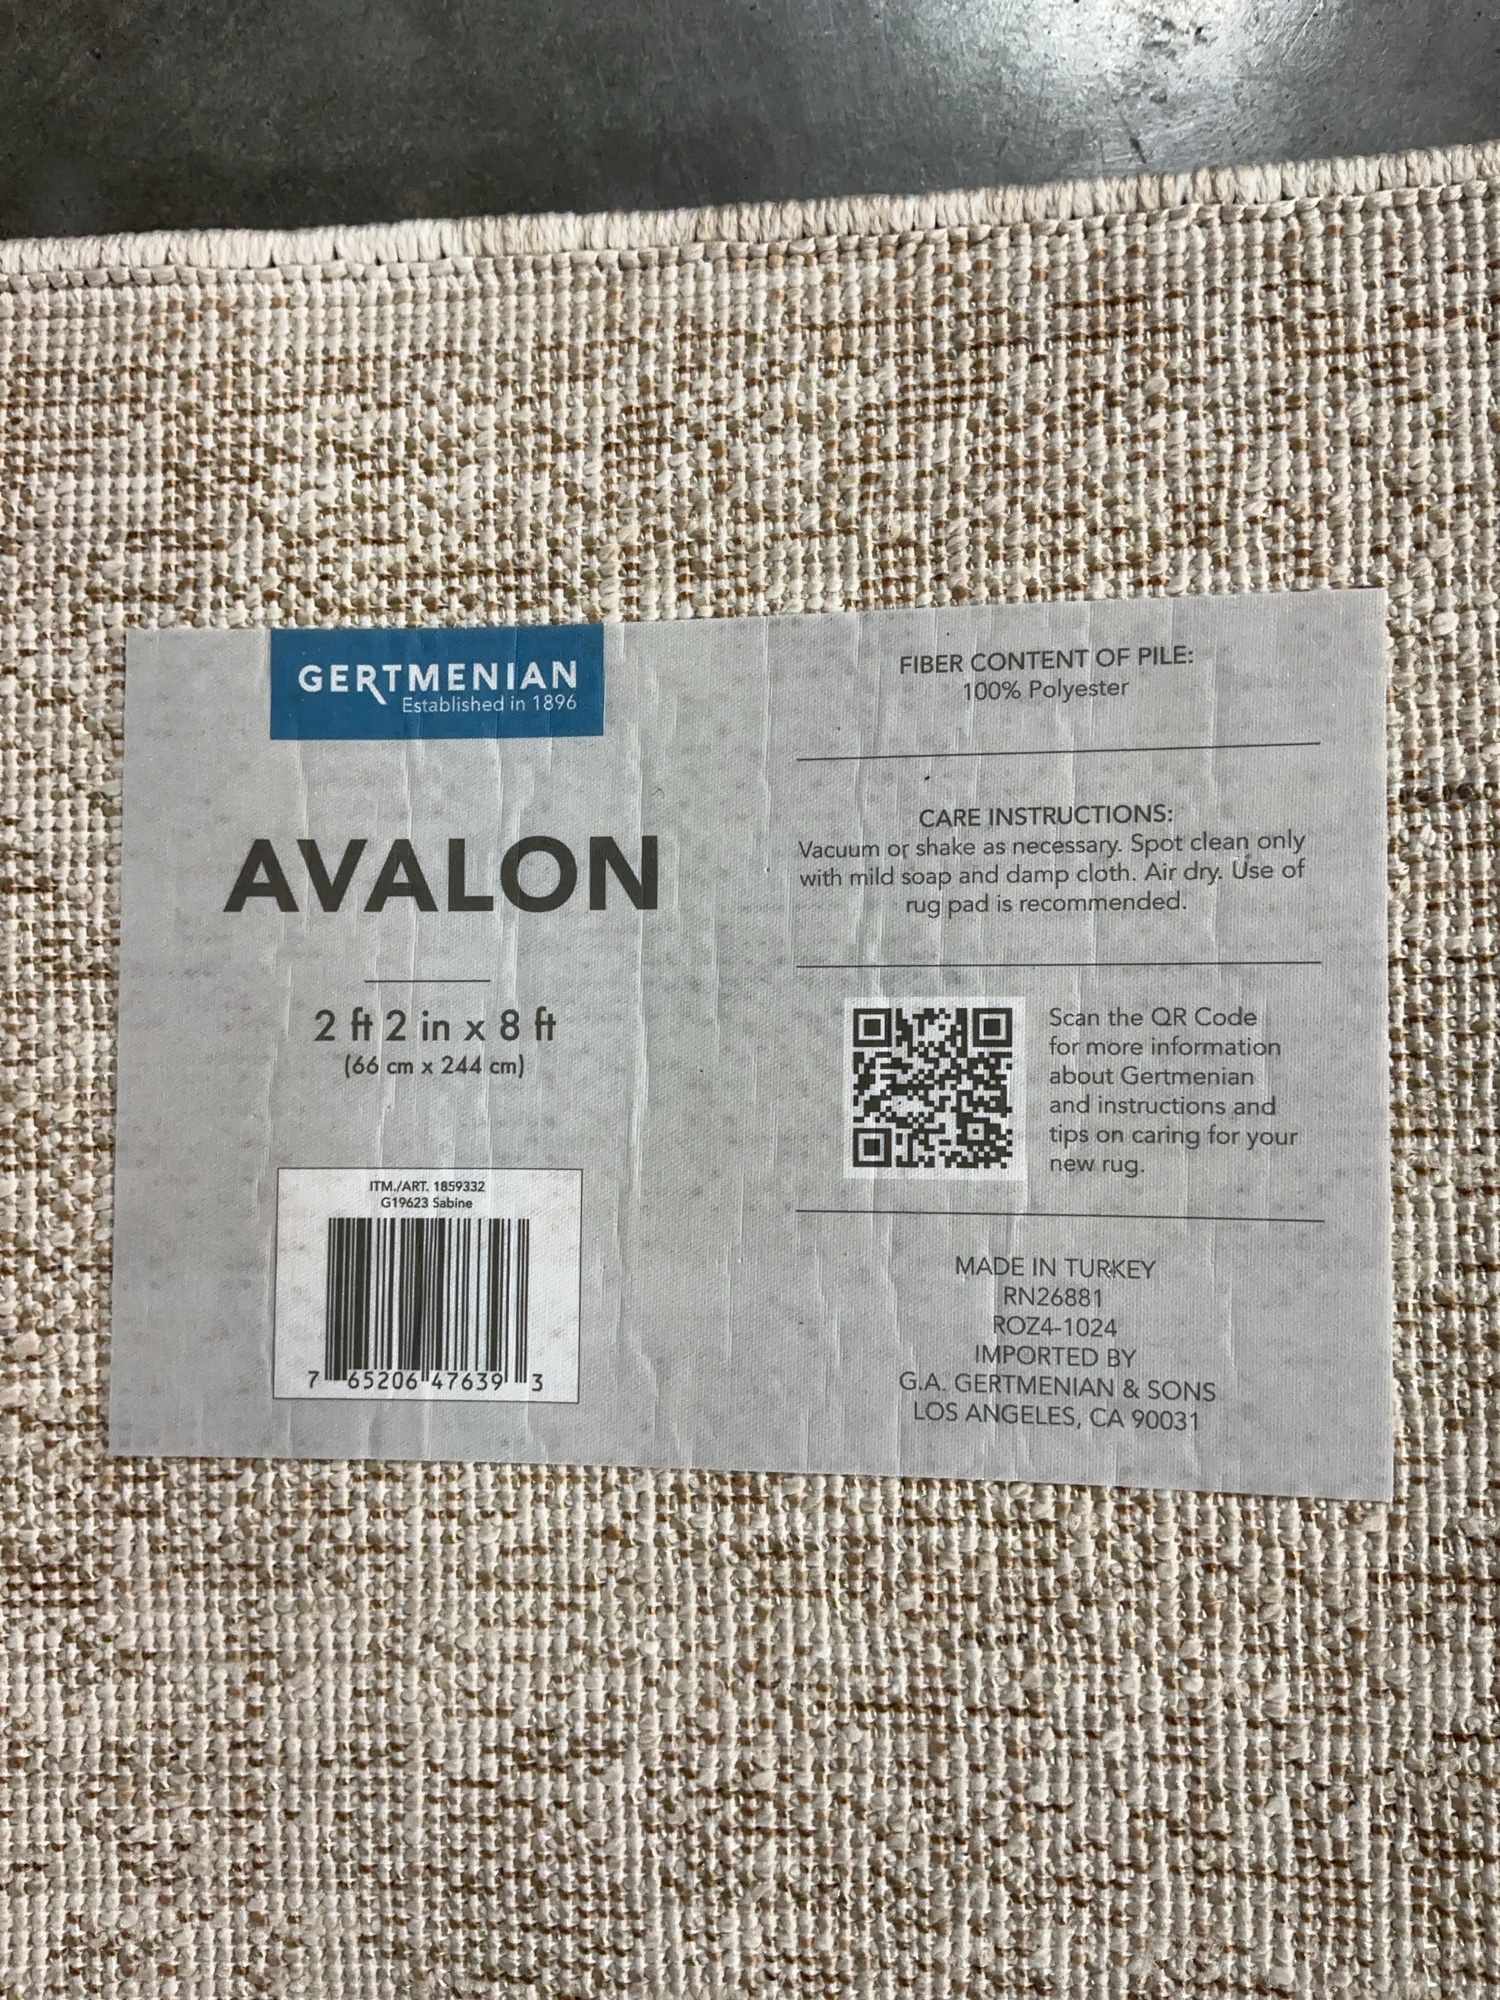 GERTMENIAN
Established in 1896
AVALON
2 ft 2 in x 8 ft
(66 cm x 244 cm)
ITM./ART. 1859332
G19623 Sabine
7 65206 47639 3
FIBER CONTENT OF PILE:
100% Polyester
CARE INSTRUCTIONS:
Vacuum or shake as necessary. Spot clean only
with mild soap and damp cloth. Air dry. Use of
rug pad is recommended.
Scan the QR Code
for more information
about Gertmenian
and instructions and
tips on caring for your
new rug.
MADE IN TURKEY
RN26881
ROZ4-1024
IMPORTED BY
G.A. GERTMENIAN & SONS
LOS ANGELES, CA 90031